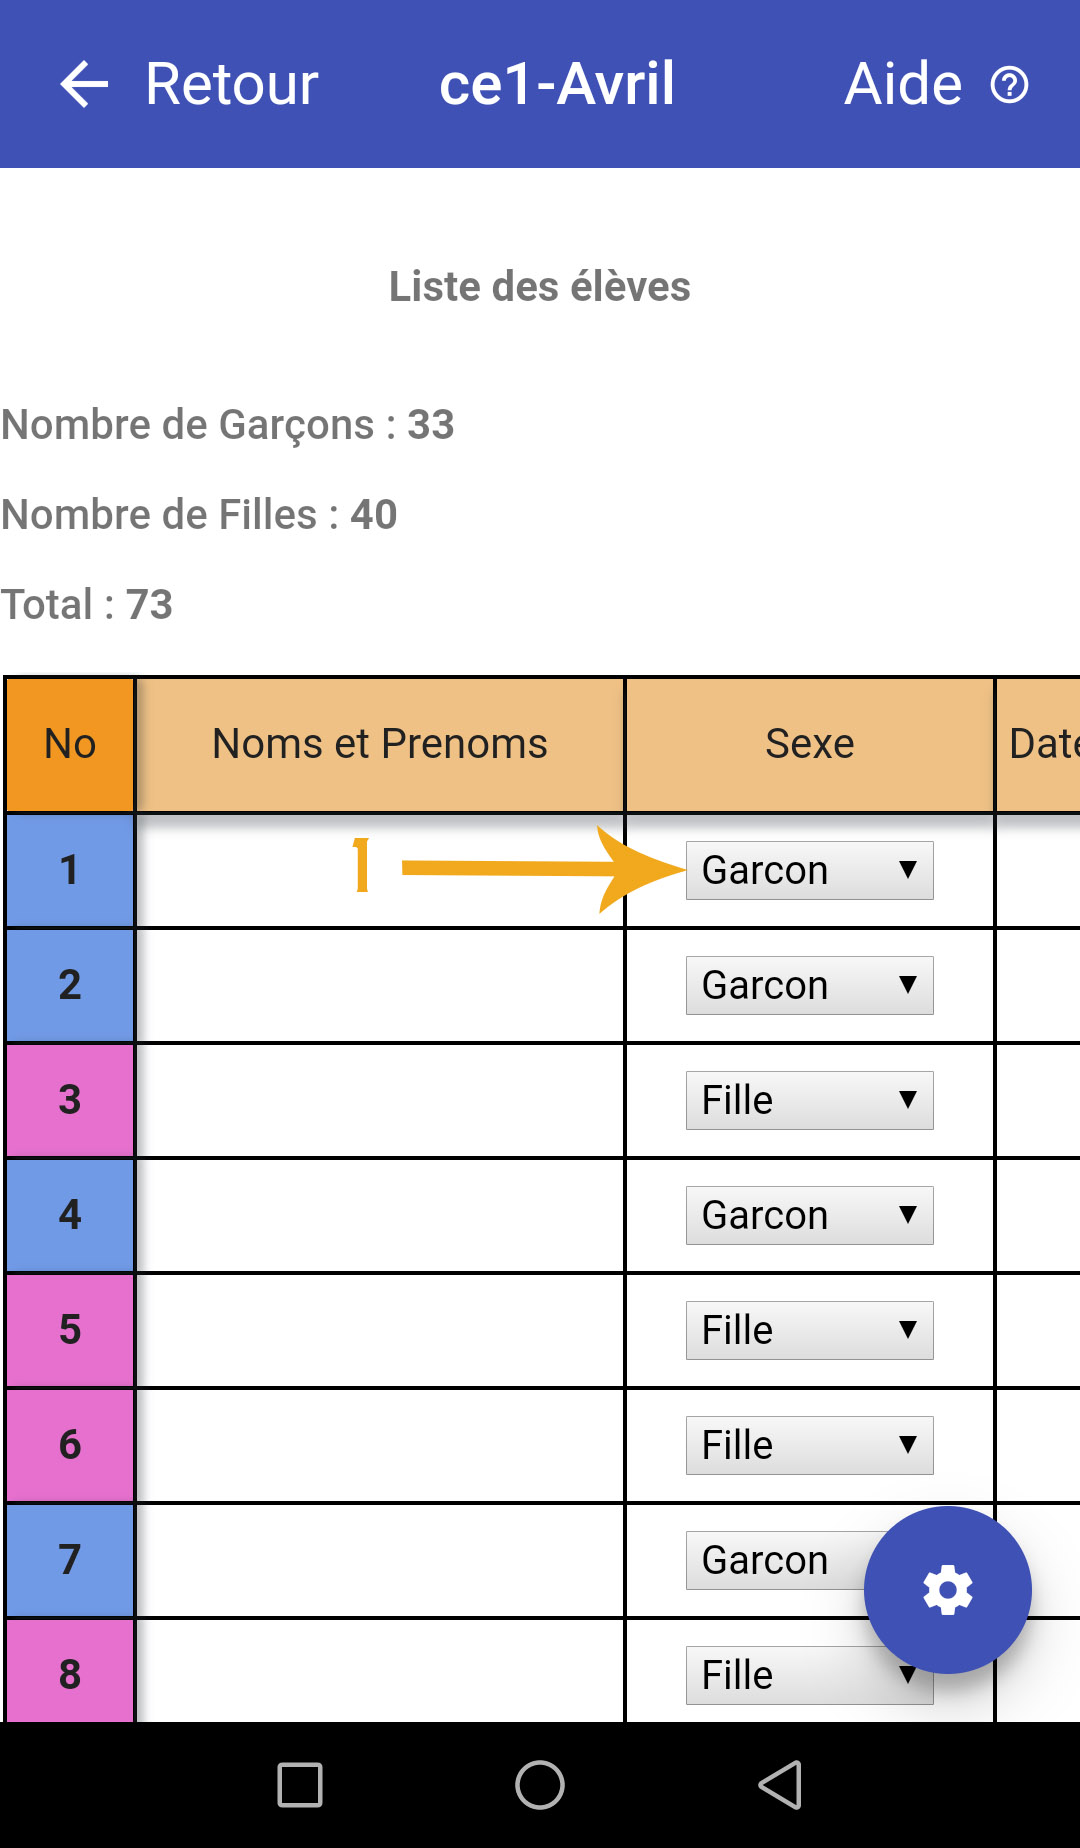 Retour ce1-Avril Aide
Liste des élèves
Nombre de Garçons : 33
Nombre de Filles : 40
Total : 73
No Noms et Prenoms Sexe Date
1 1 Garcon
2 Garcon
3 Fille
4 Garcon
5 Fille
6 Fille
7 Garcon
8 Fille